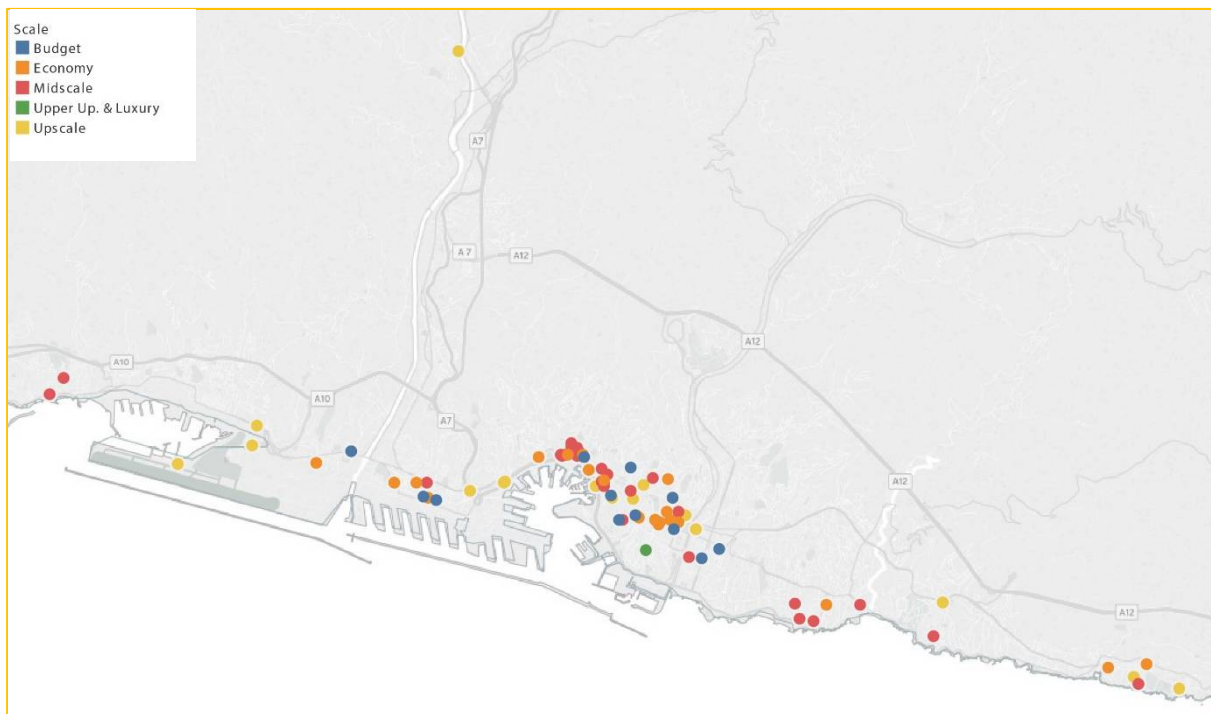 Scale
Budget
Economy
Midscale
Upper Up. & Luxury
Upscale
A7
A7
A12
A12
A10
A10
A7
A12
A12